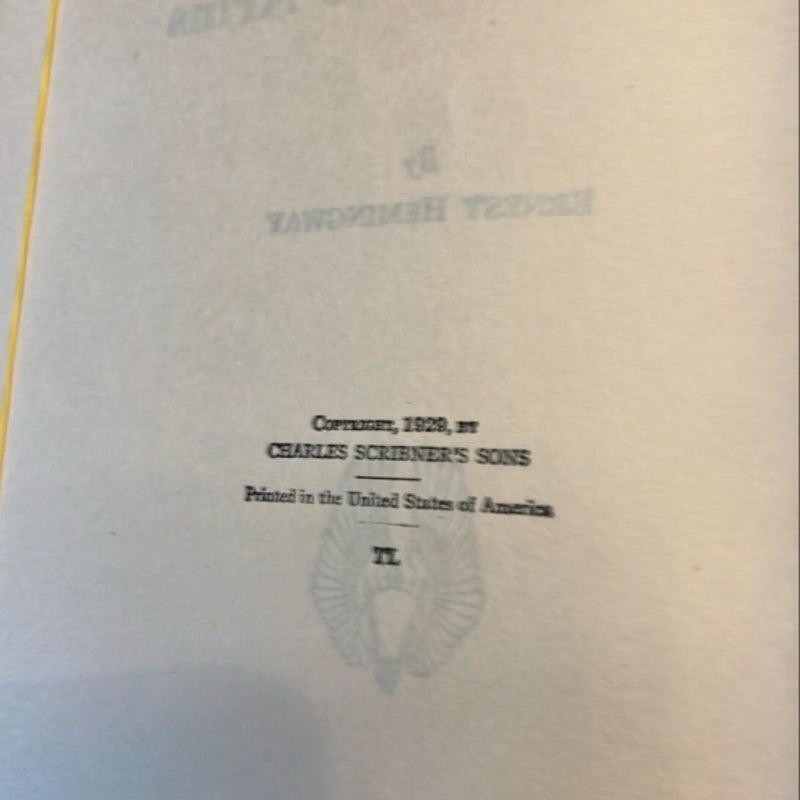 By
ERNEST HEMINGWAY
COPYRIGHT, 1929, BY
CHARLES SCRIBNER'S SONS
Printed in the United States of America
TL